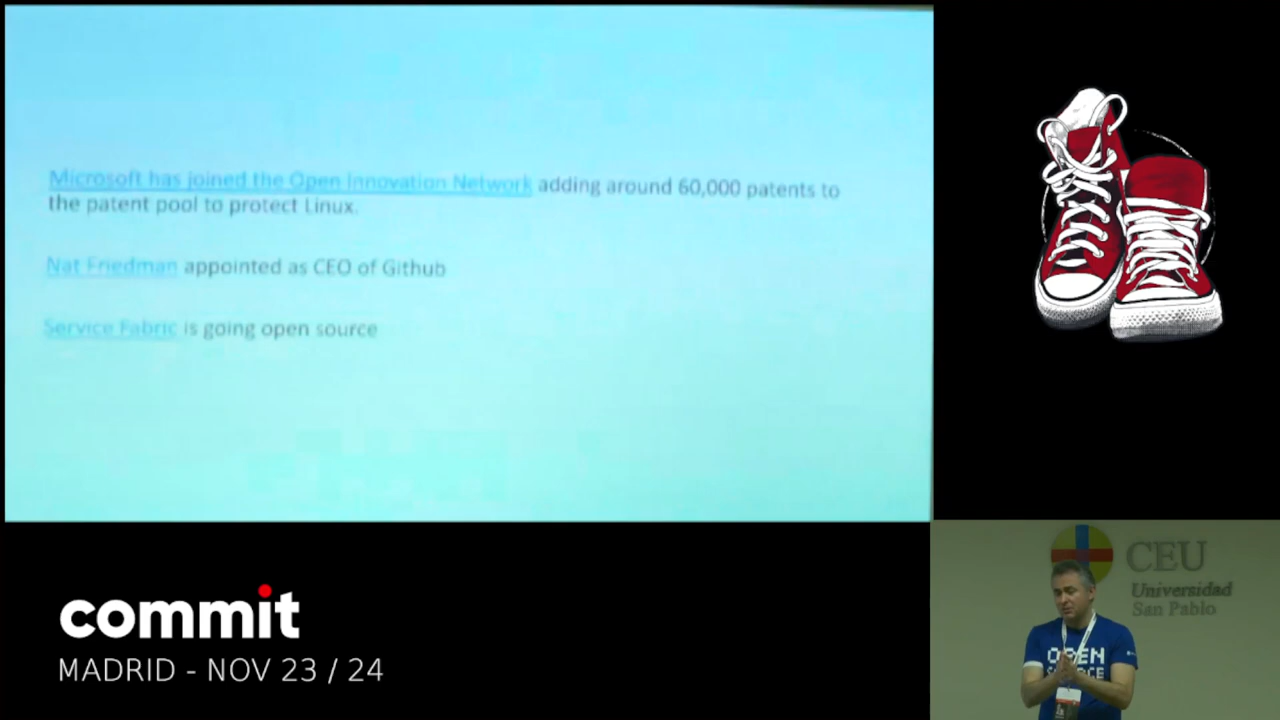 Microsoft has joined the Open Innovation Network adding around 60,000 patents to
the patent pool to protect Linux.
Nat Friedman appointed as CEO of Github
Service Fabric is going open source
commit
MADRID - NOV 23 / 24
CEU
Universidad
San Pablo
OPEN